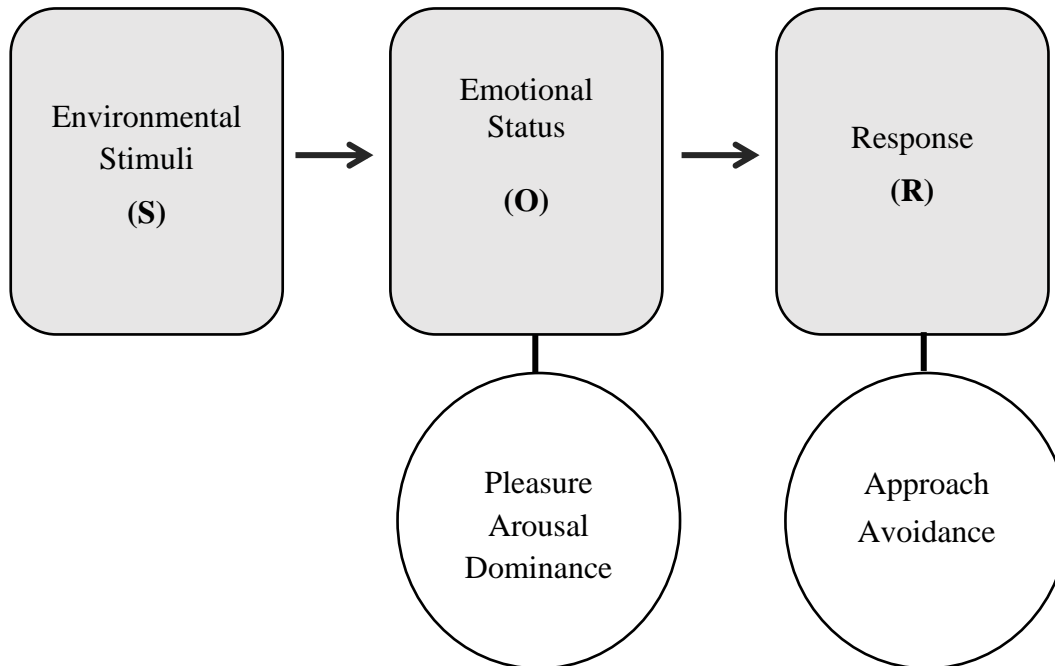 Environmental
Stimuli
(S)
Emotional
Status
(O)
Response
(R)
Pleasure
Arousal
Dominance
Approach
Avoidance